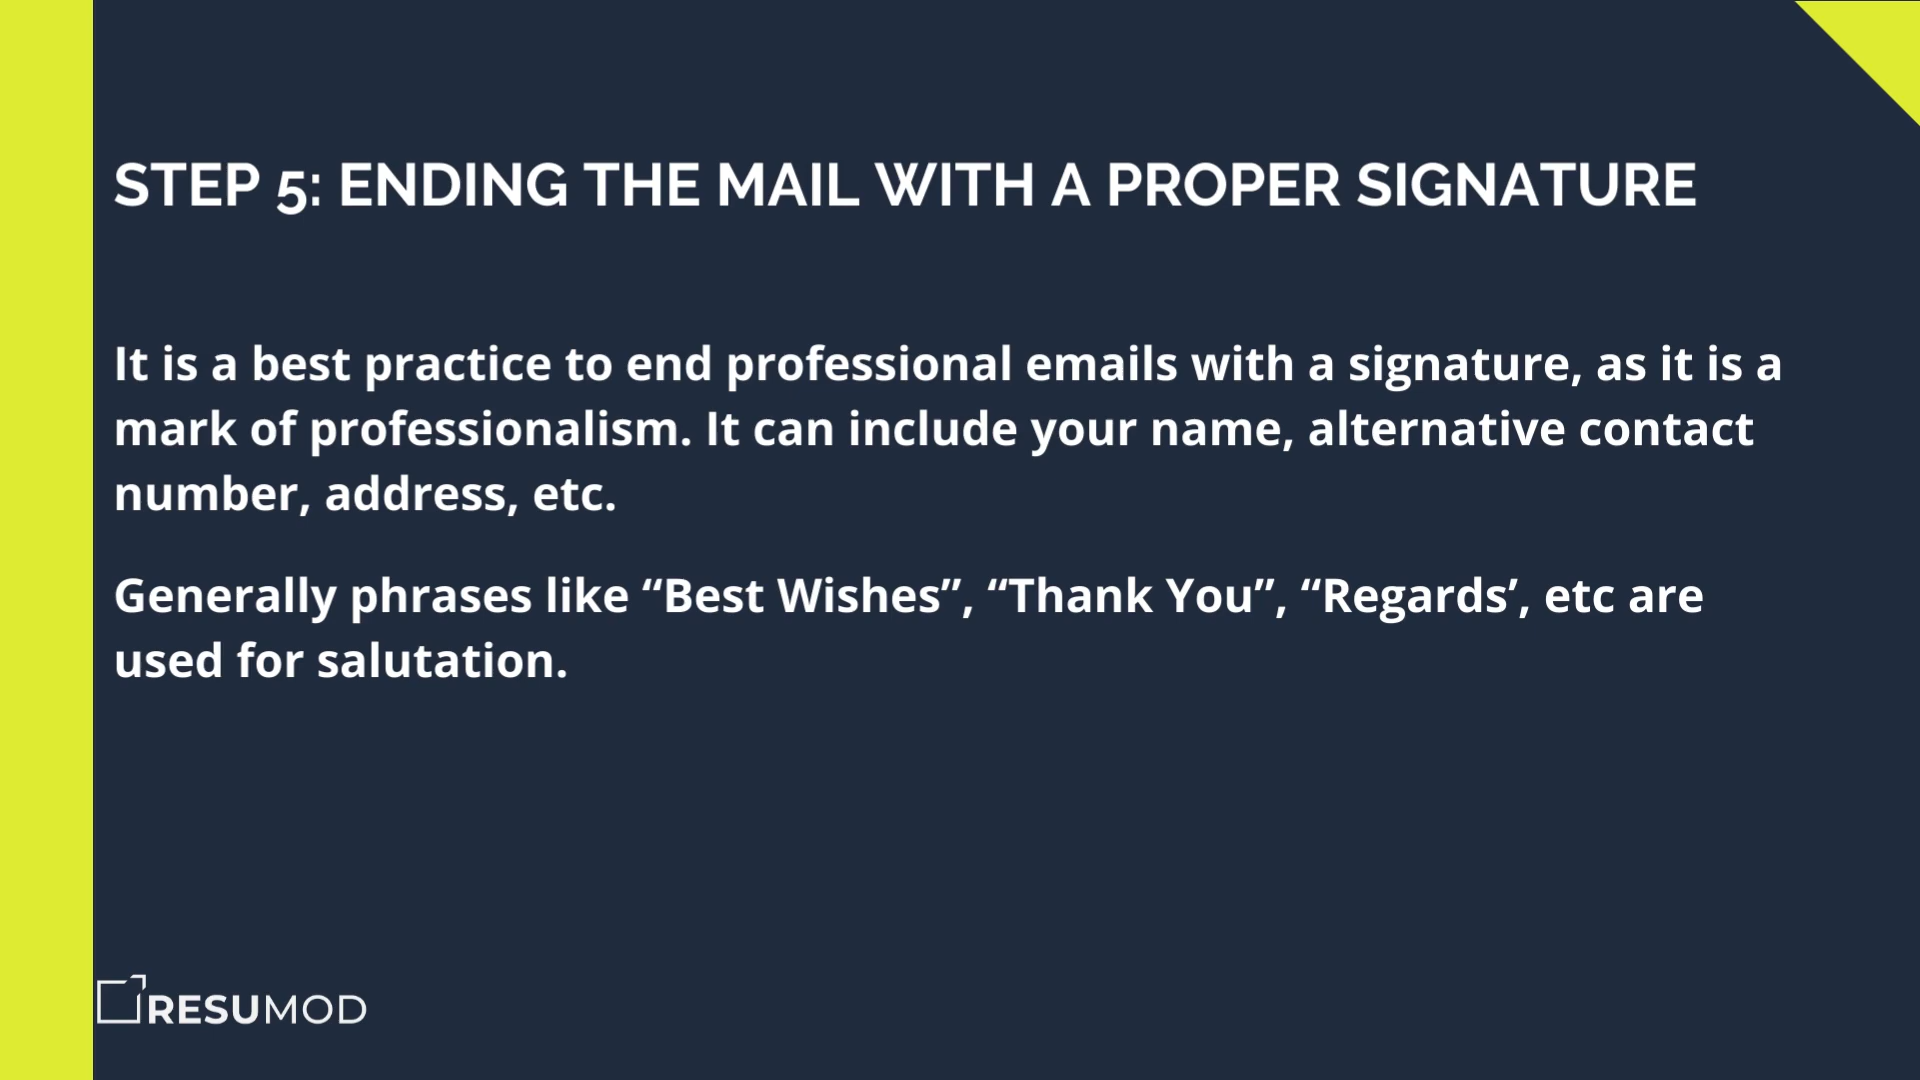 STEP 5: ENDING THE MAIL WITH A PROPER SIGNATURE
It is a best practice to end professional emails with a signature, as it is a
mark of professionalism. It can include your name, alternative contact
number, address, etc.
Generally phrases like “Best Wishes”, “Thank You”, “Regards’, etc are
used for salutation.
RESUMOD